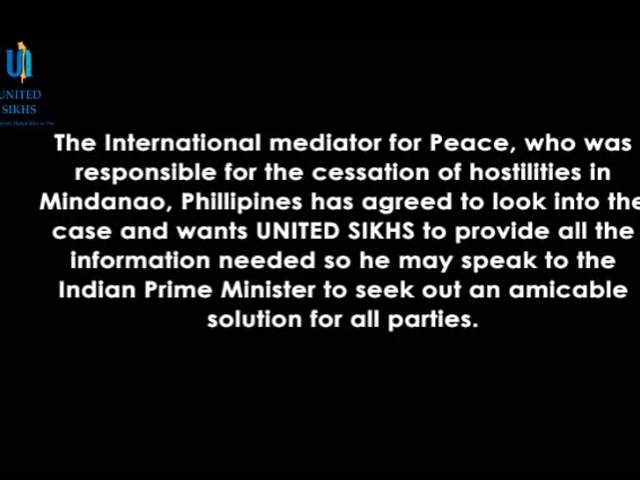 UNITED
SIKHS
The International mediator for Peace, who was
responsible for the cessation of hostilities in
Mindanao, Phillipines has agreed to look into the
case and wants UNITED SIKHS to provide all the
information needed so he may speak to the
Indian Prime Minister to seek out an amicable
solution for all parties.